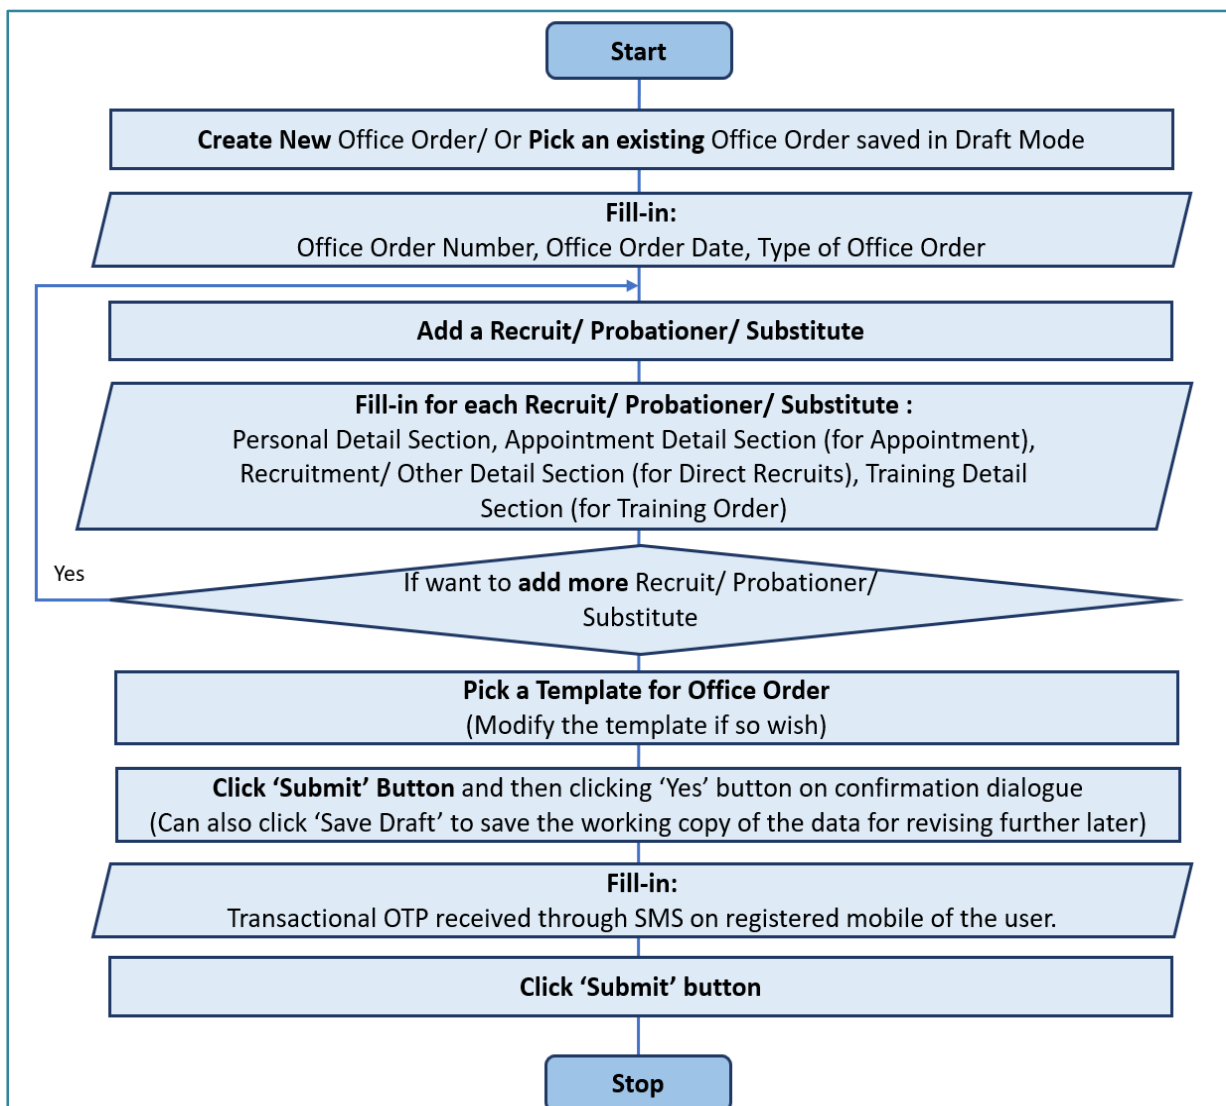 Start
Create New Office Order/ Or Pick an existing Office Order saved in Draft Mode
Fill-in:
Office Order Number, Office Order Date, Type of Office Order
Add a Recruit/ Probationer/ Substitute
Fill-in for each Recruit/ Probationer/ Substitute :
Personal Detail Section, Appointment Detail Section (for Appointment),
Recruitment/ Other Detail Section (for Direct Recruits), Training Detail
Section (for Training Order)
Yes
If want to add more Recruit/ Probationer/
Substitute
Pick a Template for Office Order
(Modify the template if so wish)
Click ‘Submit’ Button and then clicking ‘Yes’ button on confirmation dialogue
(Can also click ‘Save Draft’ to save the working copy of the data for revising further later)
Fill-in:
Transactional OTP received through SMS on registered mobile of the user.
Click ‘Submit’ button
Stop